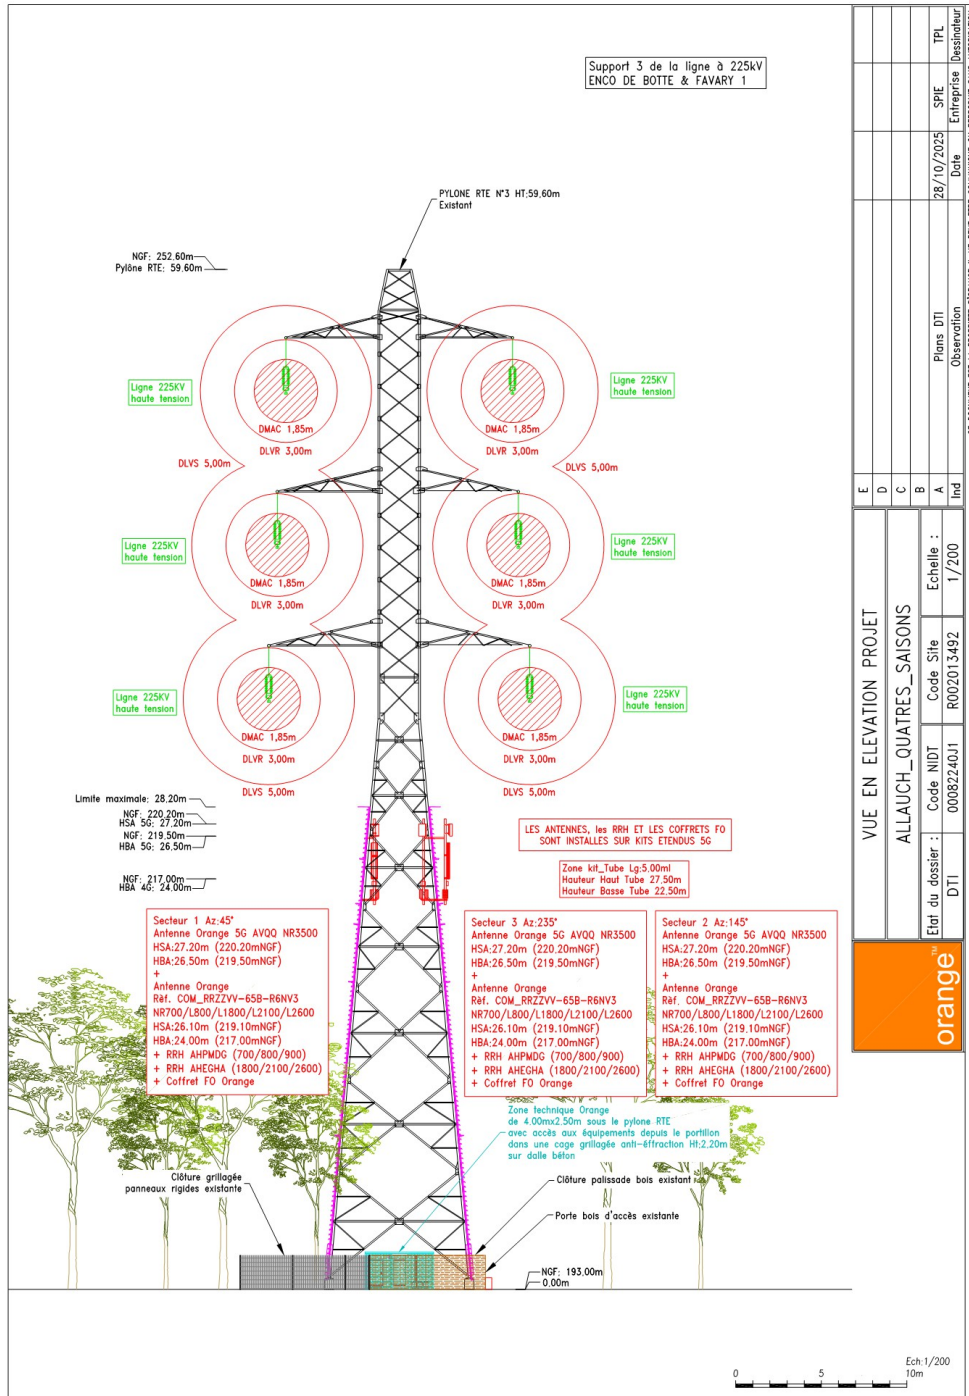 Support 3 de la ligne à 225kV
ENCO DE BOTTE & FAVARY 1
PYLONE RTE N°3 HT:59,60m
Existant
NGF: 252,60m
Pylône RTE: 59,60m
Ligne 225KV
haute tension
Ligne 225KV
haute tension
DMAC 1,85m
DMAC 1,85m
DLVR 3,00m
DLVR 3,00m
DLVS 5,00m
DLVS 5,00m
Ligne 225KV
haute tension
Ligne 225KV
haute tension
DMAC 1,85m
DMAC 1,85m
DLVR 3,00m
DLVR 3,00m
Ligne 225KV
haute tension
Ligne 225KV
haute tension
DMAC 1,85m
DMAC 1,85m
DLVR 3,00m
DLVR 3,00m
DLVS 5,00m
DLVS 5,00m
Limite maximale: 28,20m
NGF: 220,20m
HSA 5G: 27,20m
NGF: 219,50m
HBA 5G: 26,50m
NGF: 217,00m
HBA 4G: 24,00m
LES ANTENNES, les RRH ET LES COFFRETS FO
SONT INSTALLES SUR KITS ETENDUS 5G
Zone kit_Tube Lg:5,00ml
Hauteur Haut Tube 27,50m
Hauteur Basse Tube 22,50m
Secteur 1 Az:45°
Antenne Orange 5G AVQQ NR3500
HSA:27.20m (220.20mNGF)
HBA:26.50m (219.50mNGF)
+
Antenne Orange
Réf. COM_RRZZVV-65B-R6NV3
NR700/L800/L1800/L2100/L2600
HSA:26.10m (219.10mNGF)
HBA:24.00m (217.00mNGF)
+ RRH AHPMDG (700/800/900)
+ RRH AHEGHA (1800/2100/2600)
+ Coffret FO Orange
Secteur 3 Az:235°
Antenne Orange 5G AVQQ NR3500
HSA:27.20m (220.20mNGF)
HBA:26.50m (219.50mNGF)
+
Antenne Orange
Réf. COM_RRZZVV-65B-R6NV3
NR700/L800/L1800/L2100/L2600
HSA:26.10m (219.10mNGF)
HBA:24.00m (217.00mNGF)
+ RRH AHPMDG (700/800/900)
+ RRH AHEGHA (1800/2100/2600)
+ Coffret FO Orange
Secteur 2 Az:145°
Antenne Orange 5G AVQQ NR3500
HSA:27.20m (220.20mNGF)
HBA:26.50m (219.50mNGF)
+
Antenne Orange
Réf. COM_RRZZVV-65B-R6NV3
NR700/L800/L1800/L2100/L2600
HSA:26.10m (219.10mNGF)
HBA:24.00m (217.00mNGF)
+ RRH AHPMDG (700/800/900)
+ RRH AHEGHA (1800/2100/2600)
+ Coffret FO Orange
Zone technique Orange
de 4.00mx2.50m sous le pylone RTE
avec accès aux équipements depuis le portillon
dans une cage grillagée anti-éffraction Ht:2,20m
sur dalle béton
Clôture grillagée
panneaux rigides existante
Clôture palissade bois existant
Porte bois d'accès existante
NGF: 193,00m
0,00m
Ech:1/200
0 5 10m
E
D
C
B
A Plans DTI 28/10/2025 SPIE TPL
Ind Observation Date Entreprise Dessinateur
VUE EN ELEVATION PROJET
ALLAUCH_QUATRES_SAISONS
Etat du dossier : Code NIDT Code Site Echelle :
DTI 00082240J1 R002013492 1/200
orange™